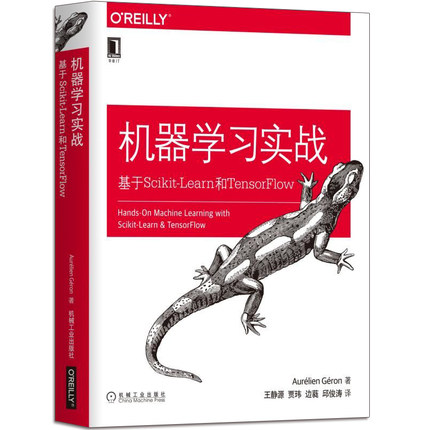 O'REILLY®
华章IT
机器学习实战
基于Scikit-Learn和TensorFlow
Hands-On Machine Learning with
Scikit-Learn & TensorFlow
Aurélien Géron 著
王静源 贾玮 边蕤 邱俊涛 译
机械工业出版社
China Machine Press
机器学习实战
基于Scikit-Learn和TensorFlow
Aurélien Géron 著
机械工业出版社
O'REILLY®